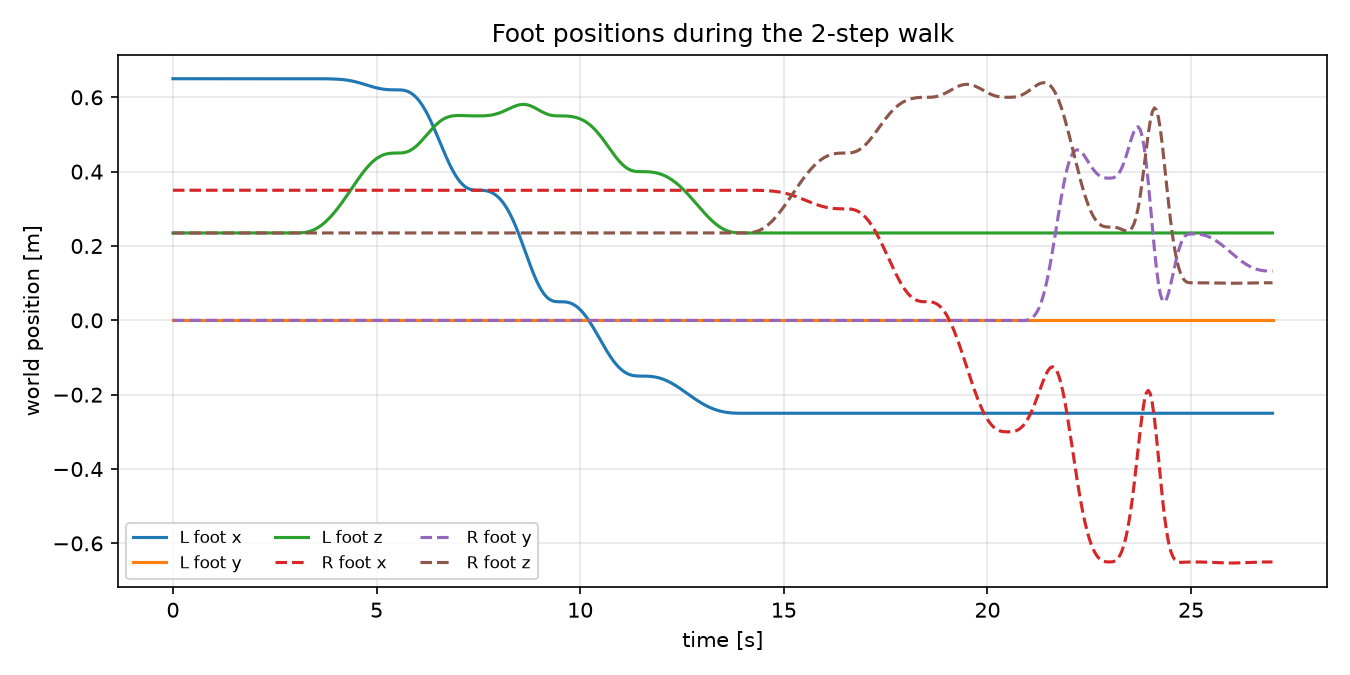 Foot positions during the 2-step walk
world position [m]
0.6
0.4
0.2
0.0
−0.2
−0.4
−0.6
L foot x
L foot y
L foot z
R foot x
R foot y
R foot z
0 5 10 15 20 25
time [s]